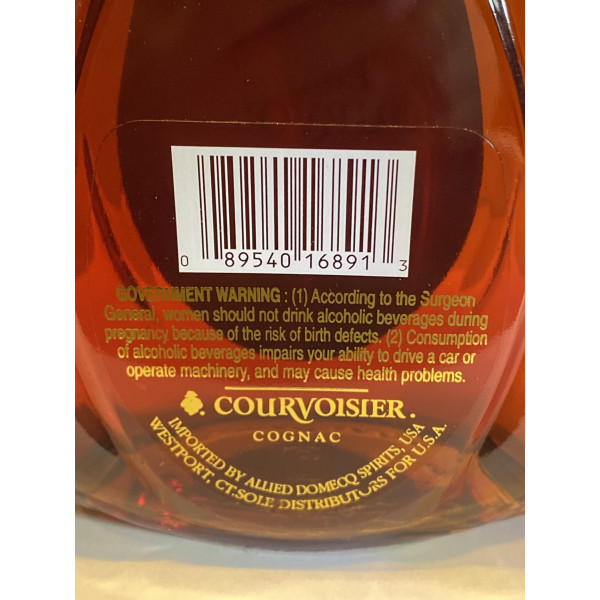 0 89540 16891 3
GOVERNMENT WARNING : (1) According to the Surgeon
General, women should not drink alcoholic beverages during
pregnancy because of the risk of birth defects. (2) Consumption
of alcoholic beverages impairs your ability to drive a car or
operate machinery, and may cause health problems.
COURVOISIER.
COGNAC
IMPORTED BY ALLIED DOMECQ SPIRITS, USA
WESTPORT, CT.SOLE DISTRIBUTORS FOR U.S.A.